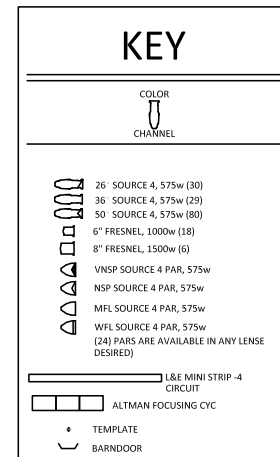 KEY
COLOR
CHANNEL
26° SOURCE 4, 575w (30)
36° SOURCE 4, 575w (29)
50° SOURCE 4, 575w (80)
6" FRESNEL, 1000w (18)
8" FRESNEL, 1500w (6)
VNSP SOURCE 4 PAR, 575w
NSP SOURCE 4 PAR, 575w
MFL SOURCE 4 PAR, 575w
WFL SOURCE 4 PAR, 575w
(24) PARS ARE AVAILABLE IN ANY LENSE
DESIRED)
L&E MINI STRIP -4
CIRCUIT
ALTMAN FOCUSING CYC
TEMPLATE
BARNDOOR